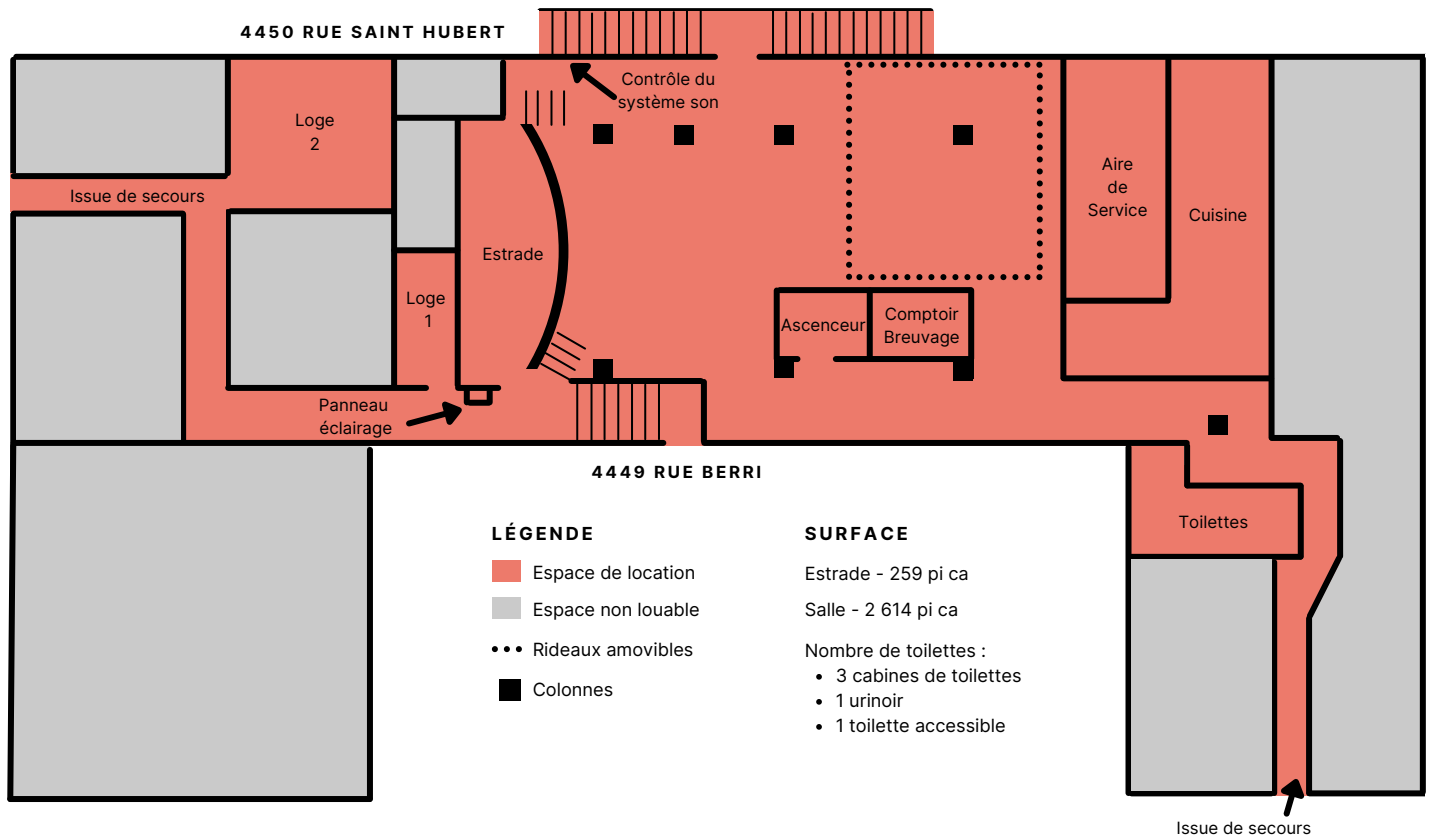 4450 RUE SAINT HUBERT
Contrôle du
système son
Loge
2
Issue de secours
Aire
de
Service
Cuisine
Estrade
Loge
1
Ascenceur
Comptoir
Breuvage
Panneau
éclairage
4449 RUE BERRI
Toilettes
LÉGENDE
Espace de location
Espace non louable
Rideaux amovibles
Colonnes
SURFACE
Estrade - 259 pi ca
Salle - 2 614 pi ca
Nombre de toilettes :
• 3 cabines de toilettes
• 1 urinoir
• 1 toilette accessible
Issue de secours